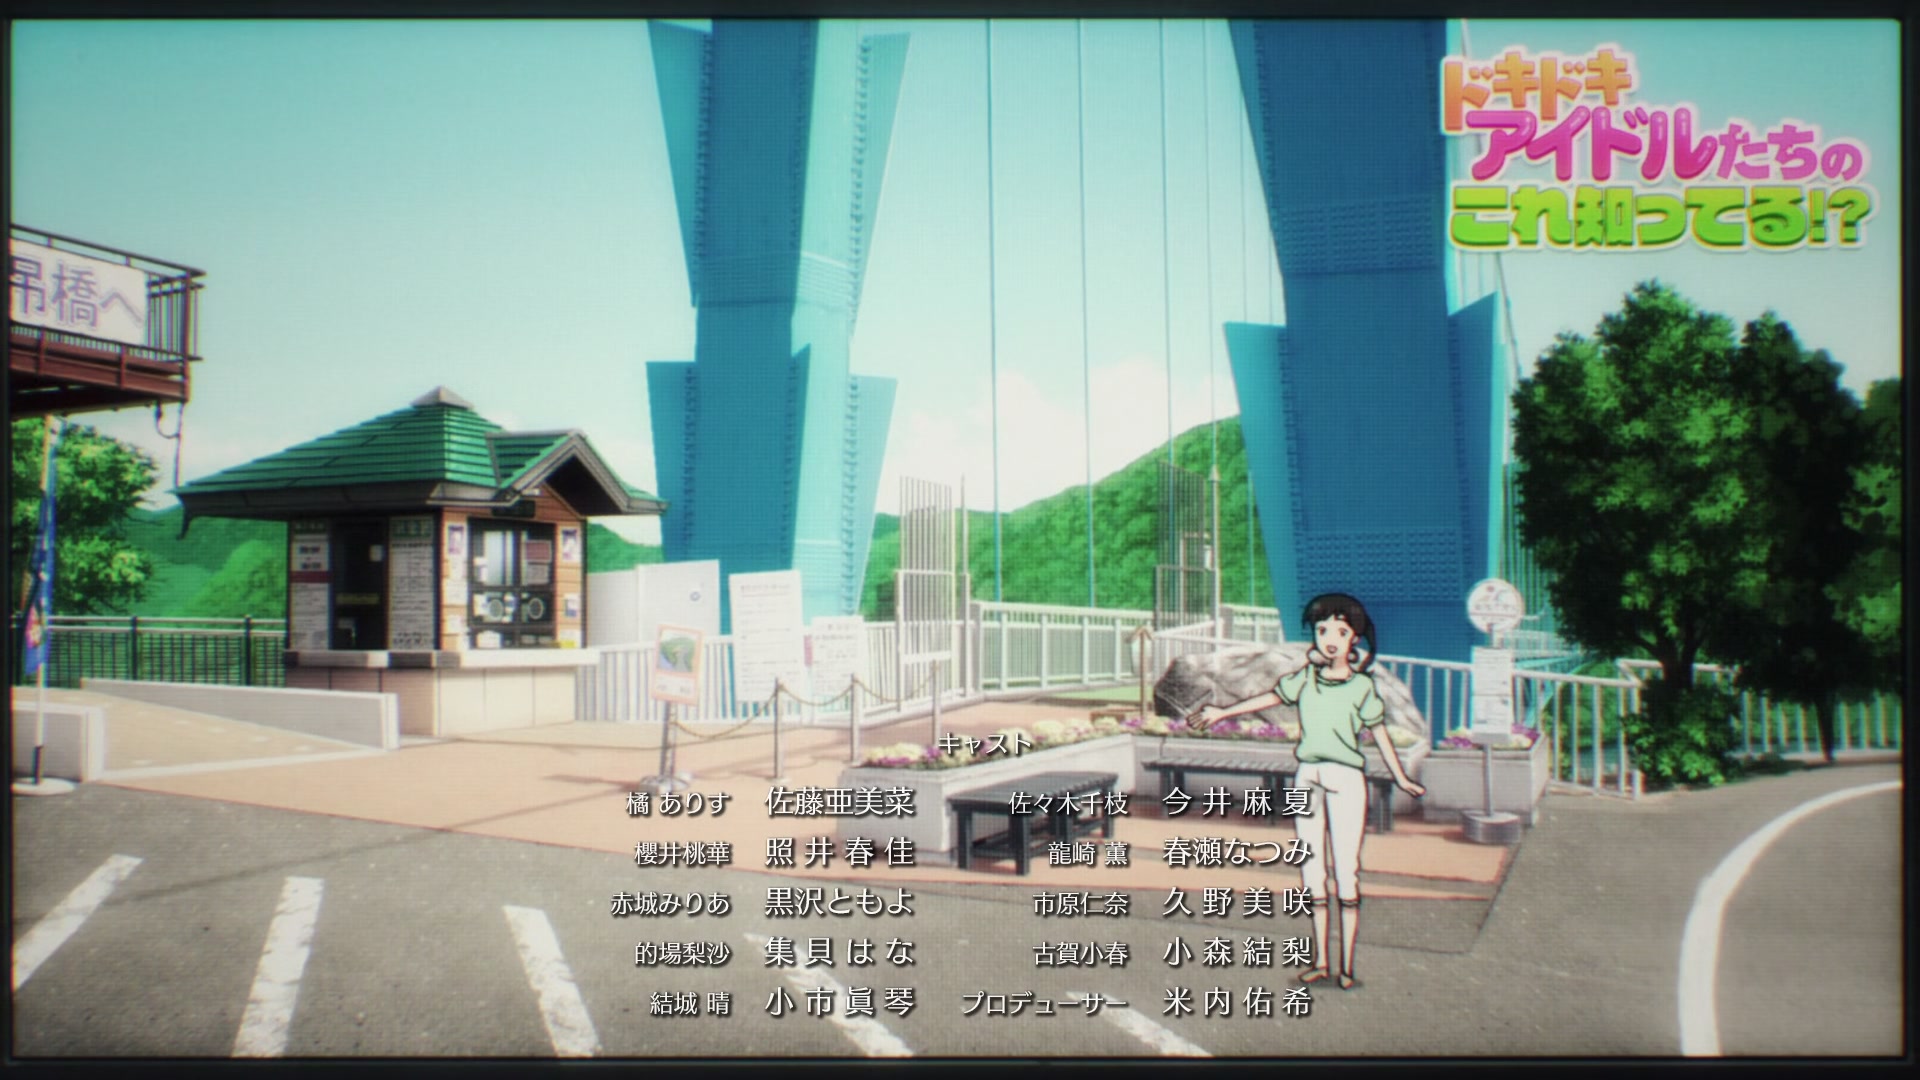 ドキドキ
アイドルたちの
これ知ってる!?
吊橋へ
キャスト
橘 ありす 佐藤亜美菜 佐々木千枝 今井麻夏
櫻井桃華 照井春佳 龍崎 薫 春瀬なつみ
赤城みりあ 黒沢ともよ 市原仁奈 久野美咲
的場梨沙 集貝はな 古賀小春 小森結梨
結城 晴 小市眞琴 プロデューサー 米内佑希